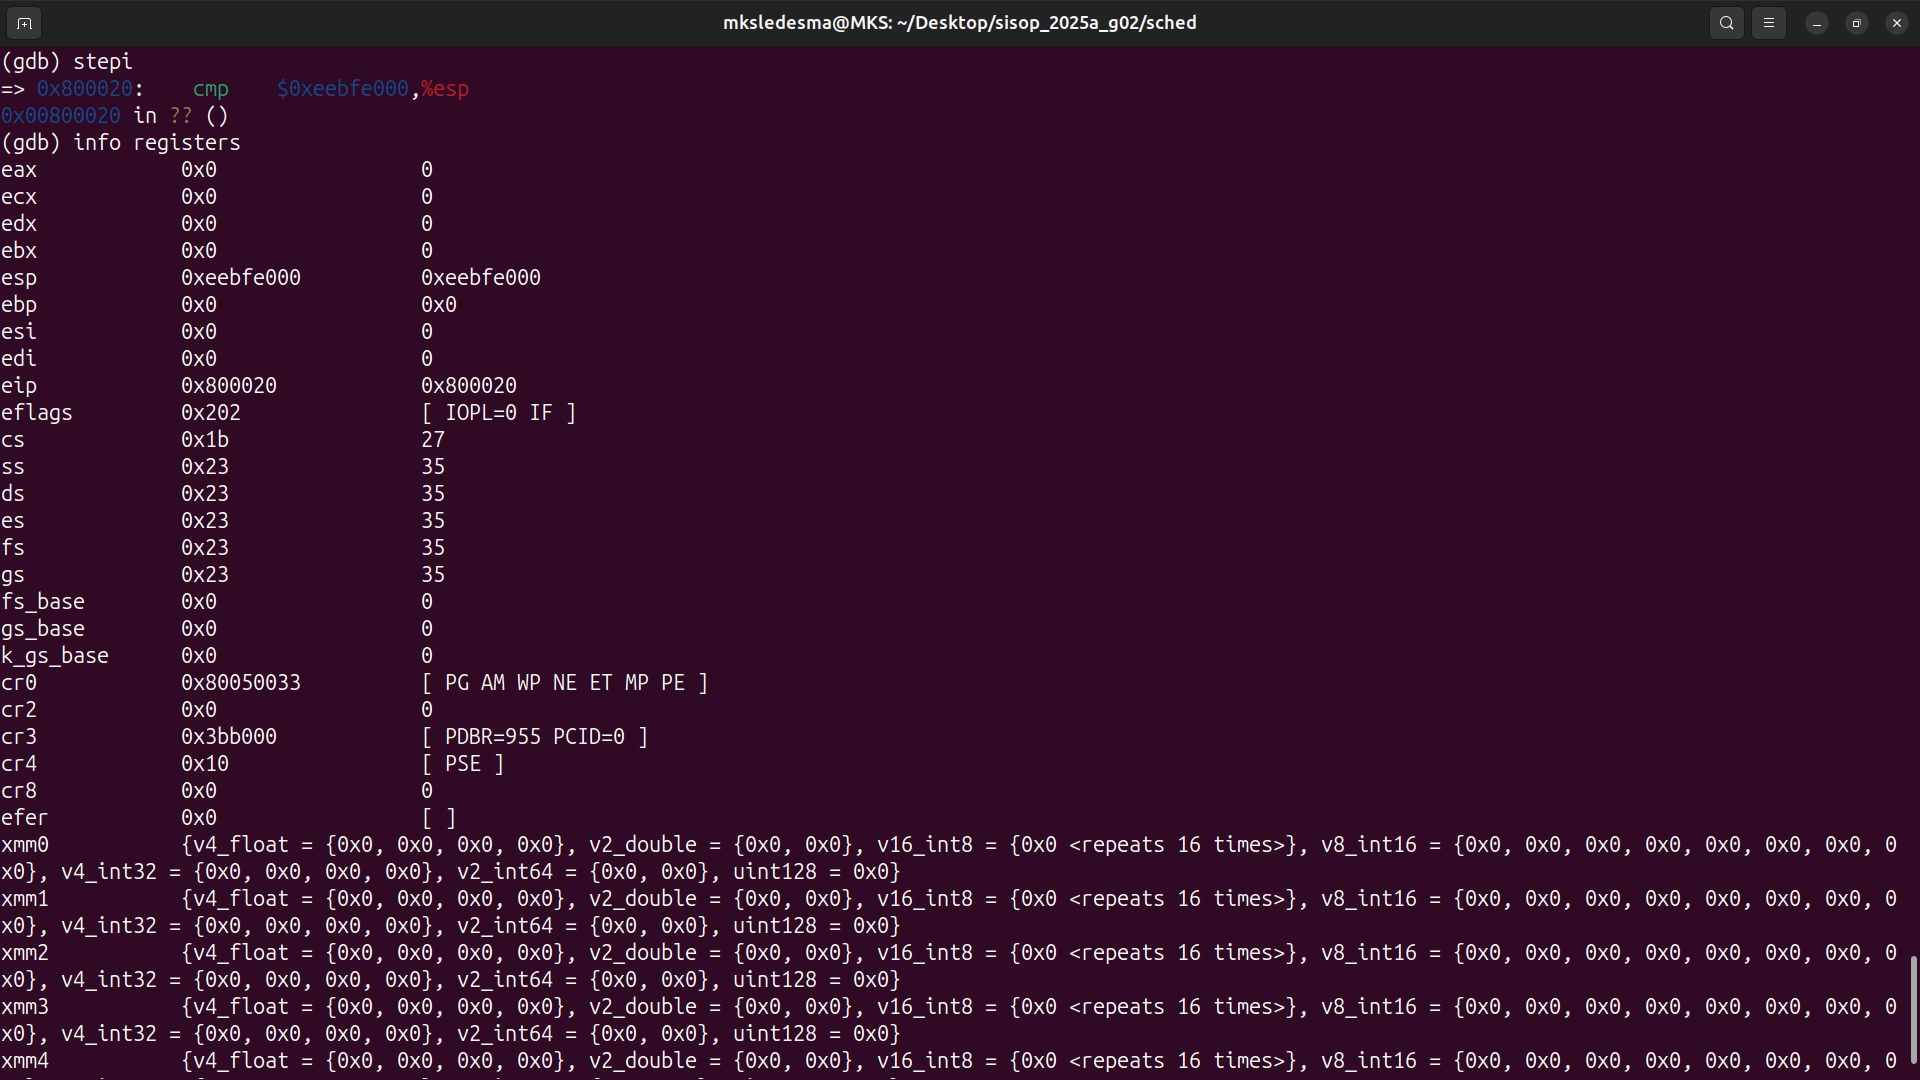 mksledesma@MKS: ~/Desktop/sisop_2025a_g02/sched
(gdb) stepi
=> 0x800020:    cmp    $0xeebfe000,%esp
0x00800020 in ?? ()
(gdb) info registers
eax            0x0                 0
ecx            0x0                 0
edx            0x0                 0
ebx            0x0                 0
esp            0xeebfe000          0xeebfe000
ebp            0x0                 0x0
esi            0x0                 0
edi            0x0                 0
eip            0x800020            0x800020
eflags         0x202               [ IOPL=0 IF ]
cs             0x1b                27
ss             0x23                35
ds             0x23                35
es             0x23                35
fs             0x23                35
gs             0x23                35
fs_base        0x0                 0
gs_base        0x0                 0
k_gs_base      0x0                 0
cr0            0x80050033          [ PG AM WP NE ET MP PE ]
cr2            0x0                 0
cr3            0x3bb000            [ PDBR=955 PCID=0 ]
cr4            0x10                [ PSE ]
cr8            0x0                 0
efer           0x0                 [ ]
xmm0           {v4_float = {0x0, 0x0, 0x0, 0x0}, v2_double = {0x0, 0x0}, v16_int8 = {0x0 <repeats 16 times>}, v8_int16 = {0x0, 0x0, 0x0, 0x0, 0x0, 0x0, 0x0, 0
x0}, v4_int32 = {0x0, 0x0, 0x0, 0x0}, v2_int64 = {0x0, 0x0}, uint128 = 0x0}
xmm1           {v4_float = {0x0, 0x0, 0x0, 0x0}, v2_double = {0x0, 0x0}, v16_int8 = {0x0 <repeats 16 times>}, v8_int16 = {0x0, 0x0, 0x0, 0x0, 0x0, 0x0, 0x0, 0
x0}, v4_int32 = {0x0, 0x0, 0x0, 0x0}, v2_int64 = {0x0, 0x0}, uint128 = 0x0}
xmm2           {v4_float = {0x0, 0x0, 0x0, 0x0}, v2_double = {0x0, 0x0}, v16_int8 = {0x0 <repeats 16 times>}, v8_int16 = {0x0, 0x0, 0x0, 0x0, 0x0, 0x0, 0x0, 0
x0}, v4_int32 = {0x0, 0x0, 0x0, 0x0}, v2_int64 = {0x0, 0x0}, uint128 = 0x0}
xmm3           {v4_float = {0x0, 0x0, 0x0, 0x0}, v2_double = {0x0, 0x0}, v16_int8 = {0x0 <repeats 16 times>}, v8_int16 = {0x0, 0x0, 0x0, 0x0, 0x0, 0x0, 0x0, 0
x0}, v4_int32 = {0x0, 0x0, 0x0, 0x0}, v2_int64 = {0x0, 0x0}, uint128 = 0x0}
xmm4           {v4_float = {0x0, 0x0, 0x0, 0x0}, v2_double = {0x0, 0x0}, v16_int8 = {0x0 <repeats 16 times>}, v8_int16 = {0x0, 0x0, 0x0, 0x0, 0x0, 0x0, 0x0, 0